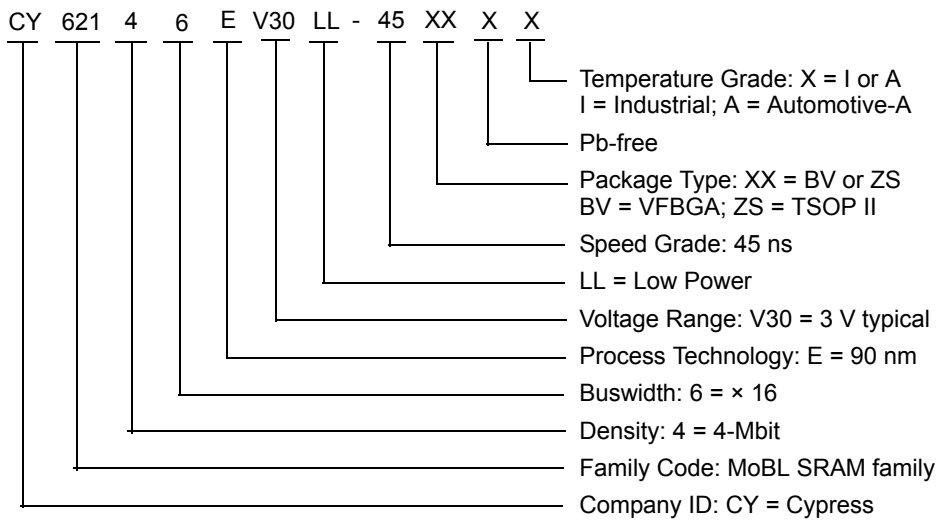 CY 621 4 6 E V30 LL - 45 XX X X
Temperature Grade: X = I or A
I = Industrial; A = Automotive-A
Pb-free
Package Type: XX = BV or ZS
BV = VFBGA; ZS = TSOP II
Speed Grade: 45 ns
LL = Low Power
Voltage Range: V30 = 3 V typical
Process Technology: E = 90 nm
Buswidth: 6 = × 16
Density: 4 = 4-Mbit
Family Code: MoBL SRAM family
Company ID: CY = Cypress